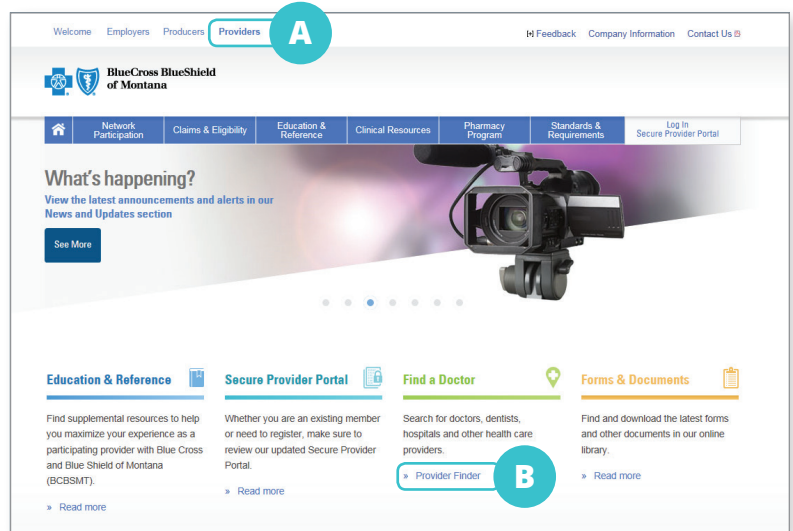 Welcome Employers Producers Providers A [+] Feedback Company Information Contact Us
BlueCross BlueShield
of Montana
Network
Participation
Claims & Eligibility
Education &
Reference
Clinical Resources
Pharmacy
Program
Standards &
Requirements
Log In
Secure Provider Portal
What's happening?
View the latest announcements and alerts in our
News and Updates section
See More
Education & Reference
Find supplemental resources to help
you maximize your experience as a
participating provider with Blue Cross
and Blue Shield of Montana
(BCBSMT).
» Read more
Secure Provider Portal
Whether you are an existing member
or need to register, make sure to
review our updated Secure Provider
Portal.
» Read more
Find a Doctor
Search for doctors, dentists,
hospitals and other health care
providers.
» Provider Finder B
Forms & Documents
Find and download the latest forms
and other documents in our online
library.
» Read more